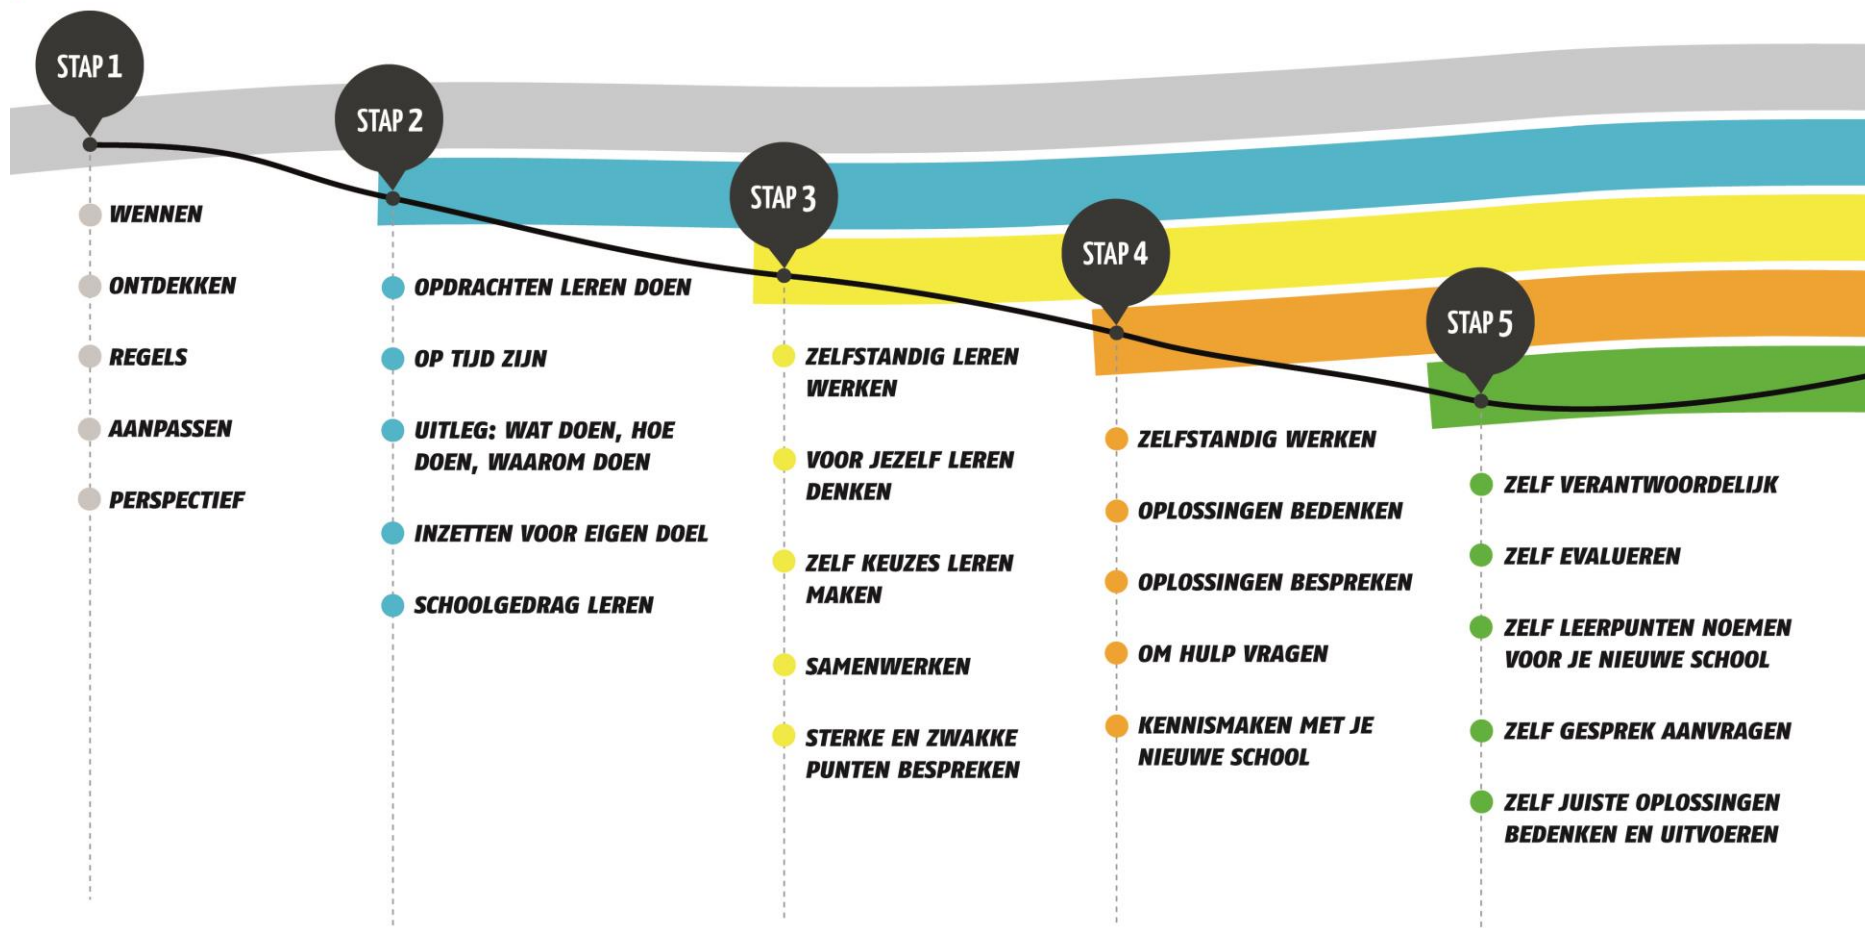 STAP 1
WENNEN
ONTDEKKEN
REGELS
AANPASSEN
PERSPECTIEF
STAP 2
OPDRACHTEN LEREN DOEN
OP TIJD ZIJN
UITLEG: WAT DOEN, HOE
DOEN, WAAROM DOEN
INZETTEN VOOR EIGEN DOEL
SCHOOLGEDRAG LEREN
STAP 3
ZELFSTANDIG LEREN
WERKEN
VOOR JEZELF LEREN
DENKEN
ZELF KEUZES LEREN
MAKEN
SAMENWERKEN
STERKE EN ZWAKKE
PUNTEN BESPREKEN
STAP 4
ZELFSTANDIG WERKEN
OPLOSSINGEN BEDENKEN
OPLOSSINGEN BESPREKEN
OM HULP VRAGEN
KENNISMAKEN MET JE
NIEUWE SCHOOL
STAP 5
ZELF VERANTWOORDELIJK
ZELF EVALUEREN
ZELF LEERPUNTEN NOEMEN
VOOR JE NIEUWE SCHOOL
ZELF GESPREK AANVRAGEN
ZELF JUISTE OPLOSSINGEN
BEDENKEN EN UITVOEREN